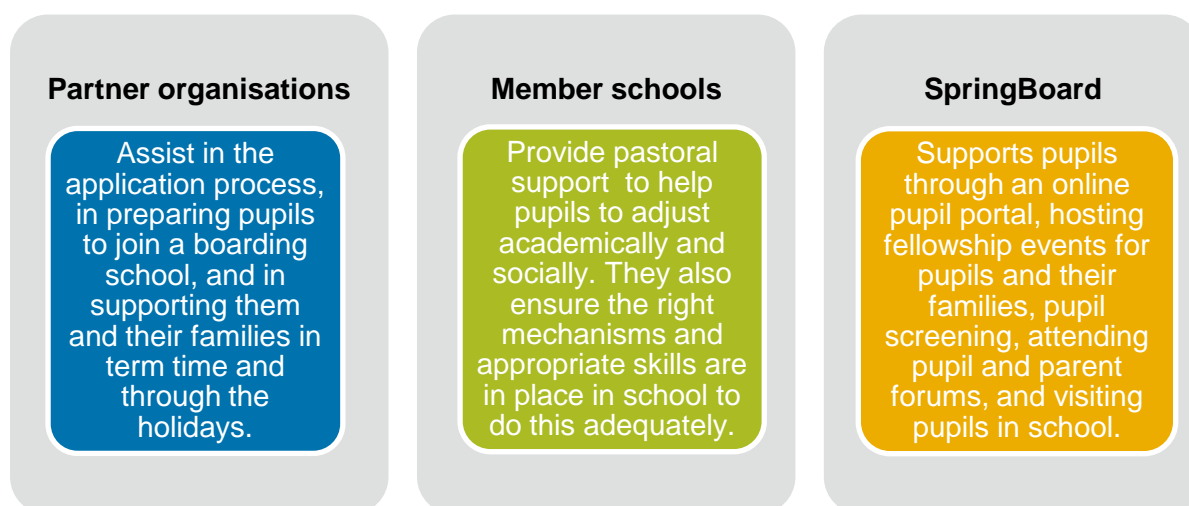 Partner organisations
Assist in the
application process,
in preparing pupils
to join a boarding
school, and in
supporting them
and their families in
term time and
through the
holidays.
Member schools
Provide pastoral
support  to help
pupils to adjust
academically and
socially. They also
ensure the right
mechanisms and
appropriate skills are
in place in school to
do this adequately.
SpringBoard
Supports pupils
through an online
pupil portal, hosting
fellowship events for
pupils and their
families, pupil
screening, attending
pupil and parent
forums, and visiting
pupils in school.